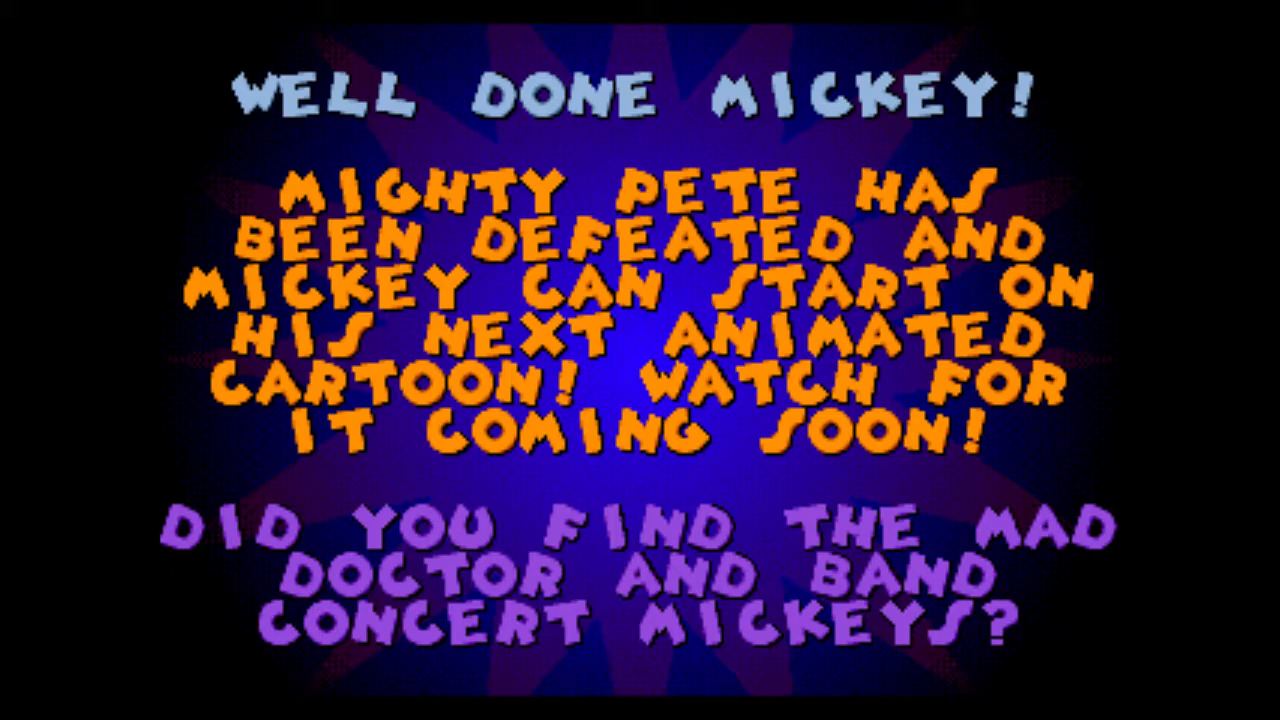 WELL DONE MICKEY!
MIGHTY PETE HAS
BEEN DEFEATED AND
MICKEY CAN START ON
HIS NEXT ANIMATED
CARTOON! WATCH FOR
IT COMING SOON!
DID YOU FIND THE MAD
DOCTOR AND BAND
CONCERT MICKEYS?